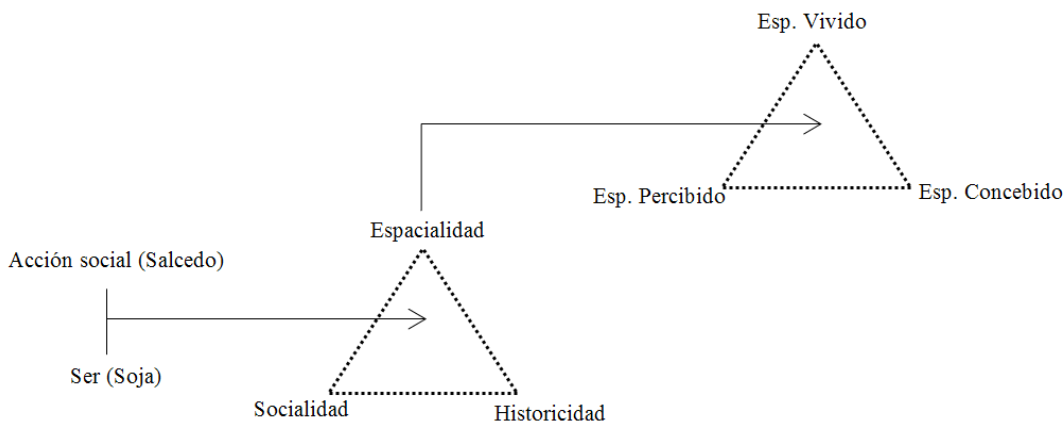 Esp. Vivido
Esp. Percibido
Esp. Concebido
Espacialidad
Acción social (Salcedo)
Ser (Soja)
Socialidad
Historicidad